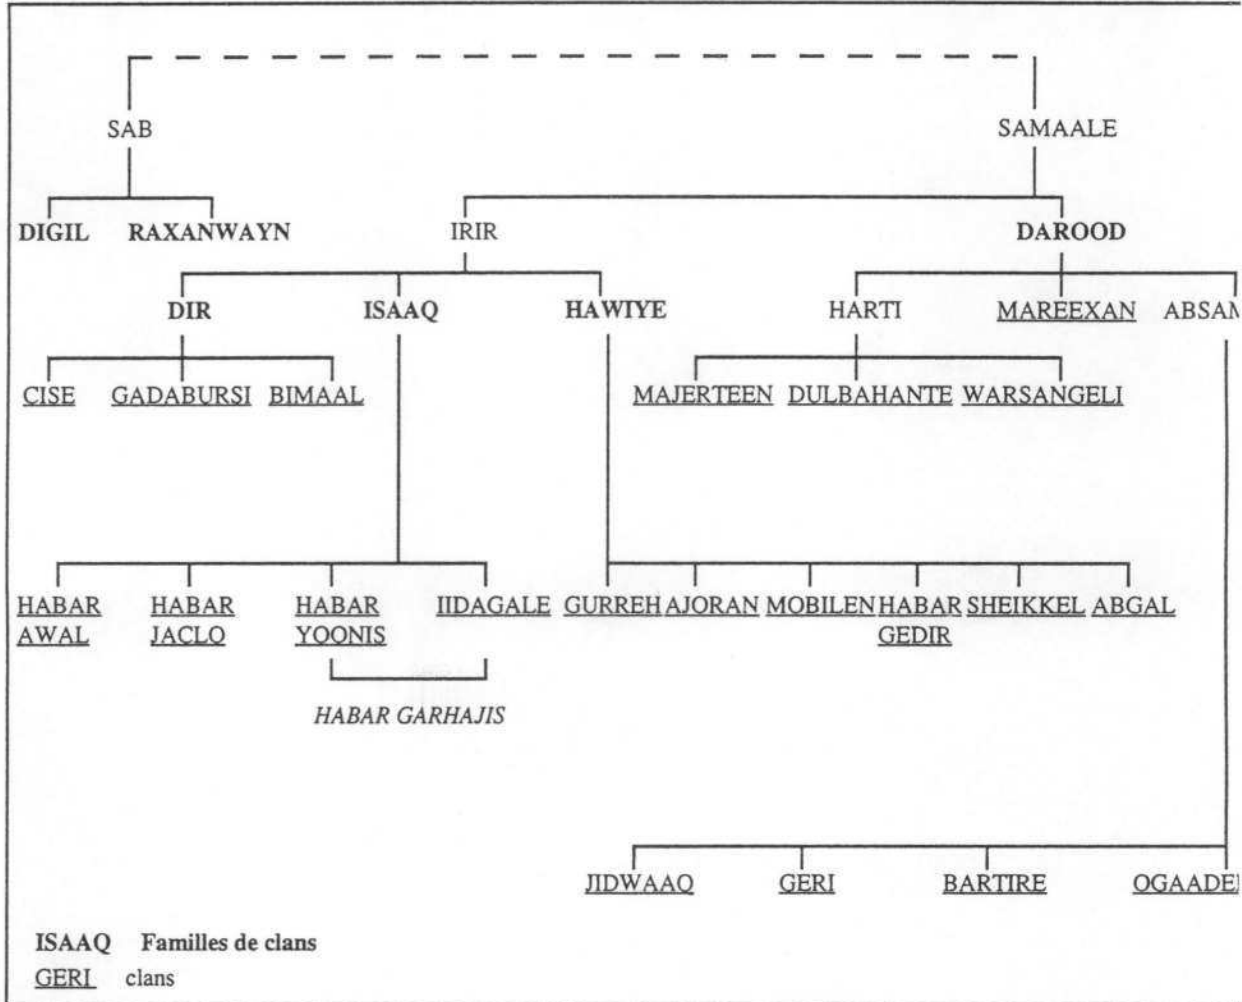 SAB SAMAALE
DIGIL RAXANWAYN IRIR DAROOD
DIR ISAAQ HAWIYE HARTI MAREEXAN ABSAM
CISE GADABURSI BIMAAL MAJERTEEN DULBAHANTE WARSANGELI
HABAR HABAR HABAR IIDAGALE GURREH AJORAN MOBILEN HABAR SHEIKKEL ABGAL
AWAL JACLO YOONIS GEDIR
HABAR GARHAJIS
JIDWAAQ GERI BARTIRE OGAADE
ISAAQ Familles de clans
GERI clans